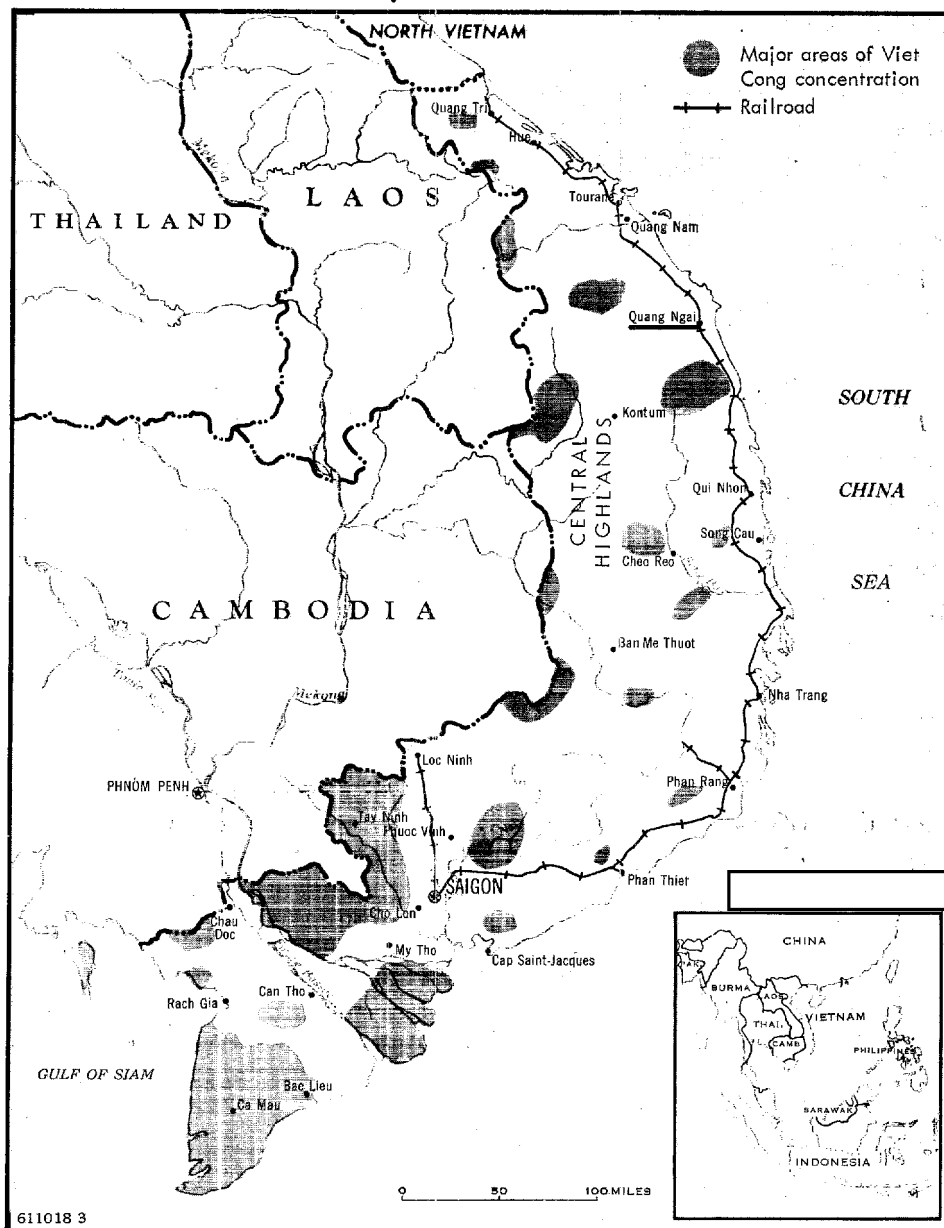 NORTH VIETNAM
Major areas of Viet
Cong concentration
Railroad
Quang Tri
Hue
Mekong
LAOS
THAILAND
Tourane
Quang Nam
Quang Ngai
SOUTH
CHINA
SEA
Kontum
CENTRAL
HIGHLANDS
Qui Nhon
Song Cau
Cheo Reo
CAMBODIA
Ban Me Thuot
Mekong
Nha Trang
Loc Ninh
PHNÓM PENH
Phan Rang
Tay Ninh
Phuoc Vinh
SAIGON
Phan Thiet
Cho Lon
Chau
Doc
My Tho
Cap Saint-Jacques
Can Tho
Rach Gia
GULF OF SIAM
Bac Lieu
Ca Mau
CHINA
BURMA
LAOS
VIETNAM
THAI.
CAMB
PHILIPPINES
SARAWAK
INDONESIA
0 50 100 MILES
611018 3